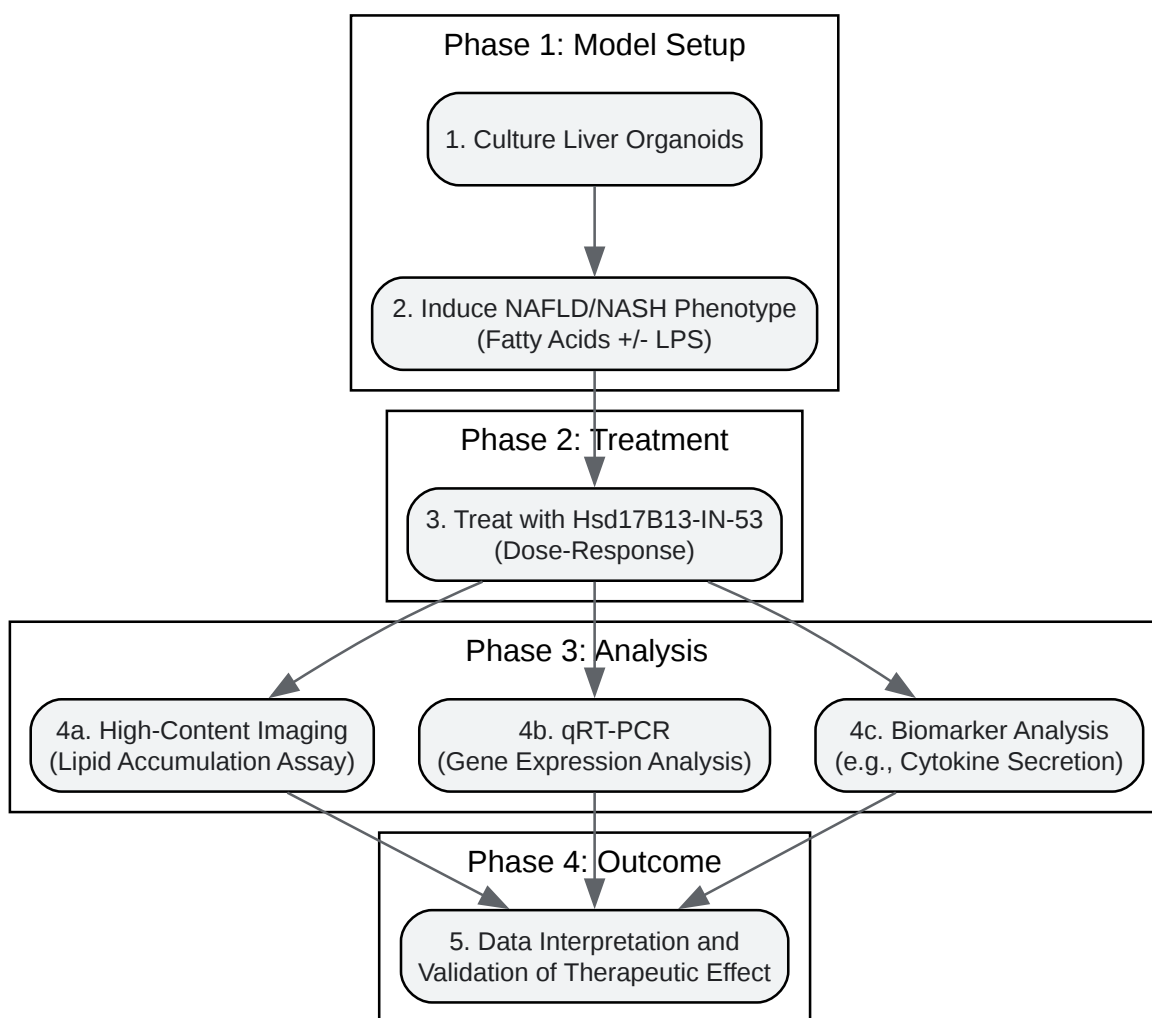 Phase 1: Model Setup
1. Culture Liver Organoids
2. Induce NAFLD/NASH Phenotype
(Fatty Acids +/- LPS)
Phase 2: Treatment
3. Treat with Hsd17B13-IN-53
(Dose-Response)
Phase 3: Analysis
4a. High-Content Imaging
(Lipid Accumulation Assay)
4b. qRT-PCR
(Gene Expression Analysis)
4c. Biomarker Analysis
(e.g., Cytokine Secretion)
Phase 4: Outcome
5. Data Interpretation and
Validation of Therapeutic Effect